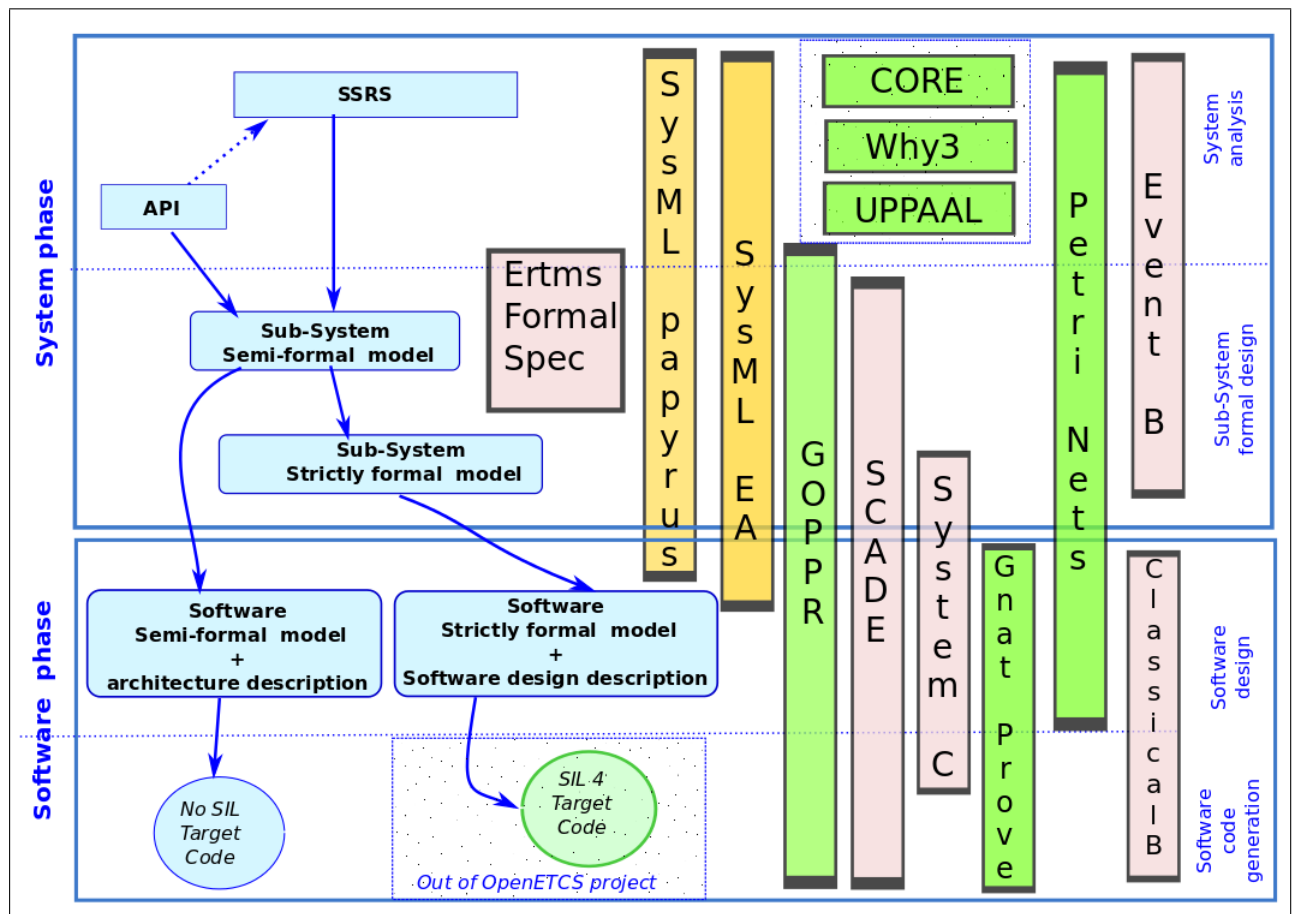 System phase
SSRS
API
Sub-System
Semi-formal model
Sub-System
Strictly formal model
Ertms
Formal
Spec
SysML papyrus
SysML EA
CORE
Why3
UPPAAL
GOPPR
SCADE
System C
Gnat Prove
Petri Nets
Event B
ClassicalB
System
analysis
Sub-System
formal design
Software phase
Software
Semi-formal model
+
architecture description
Software
Strictly formal model
+
Software design description
No SIL
Target
Code
SIL 4
Target
Code
Out of OpenETCS project
Software
design
Software
code
generation